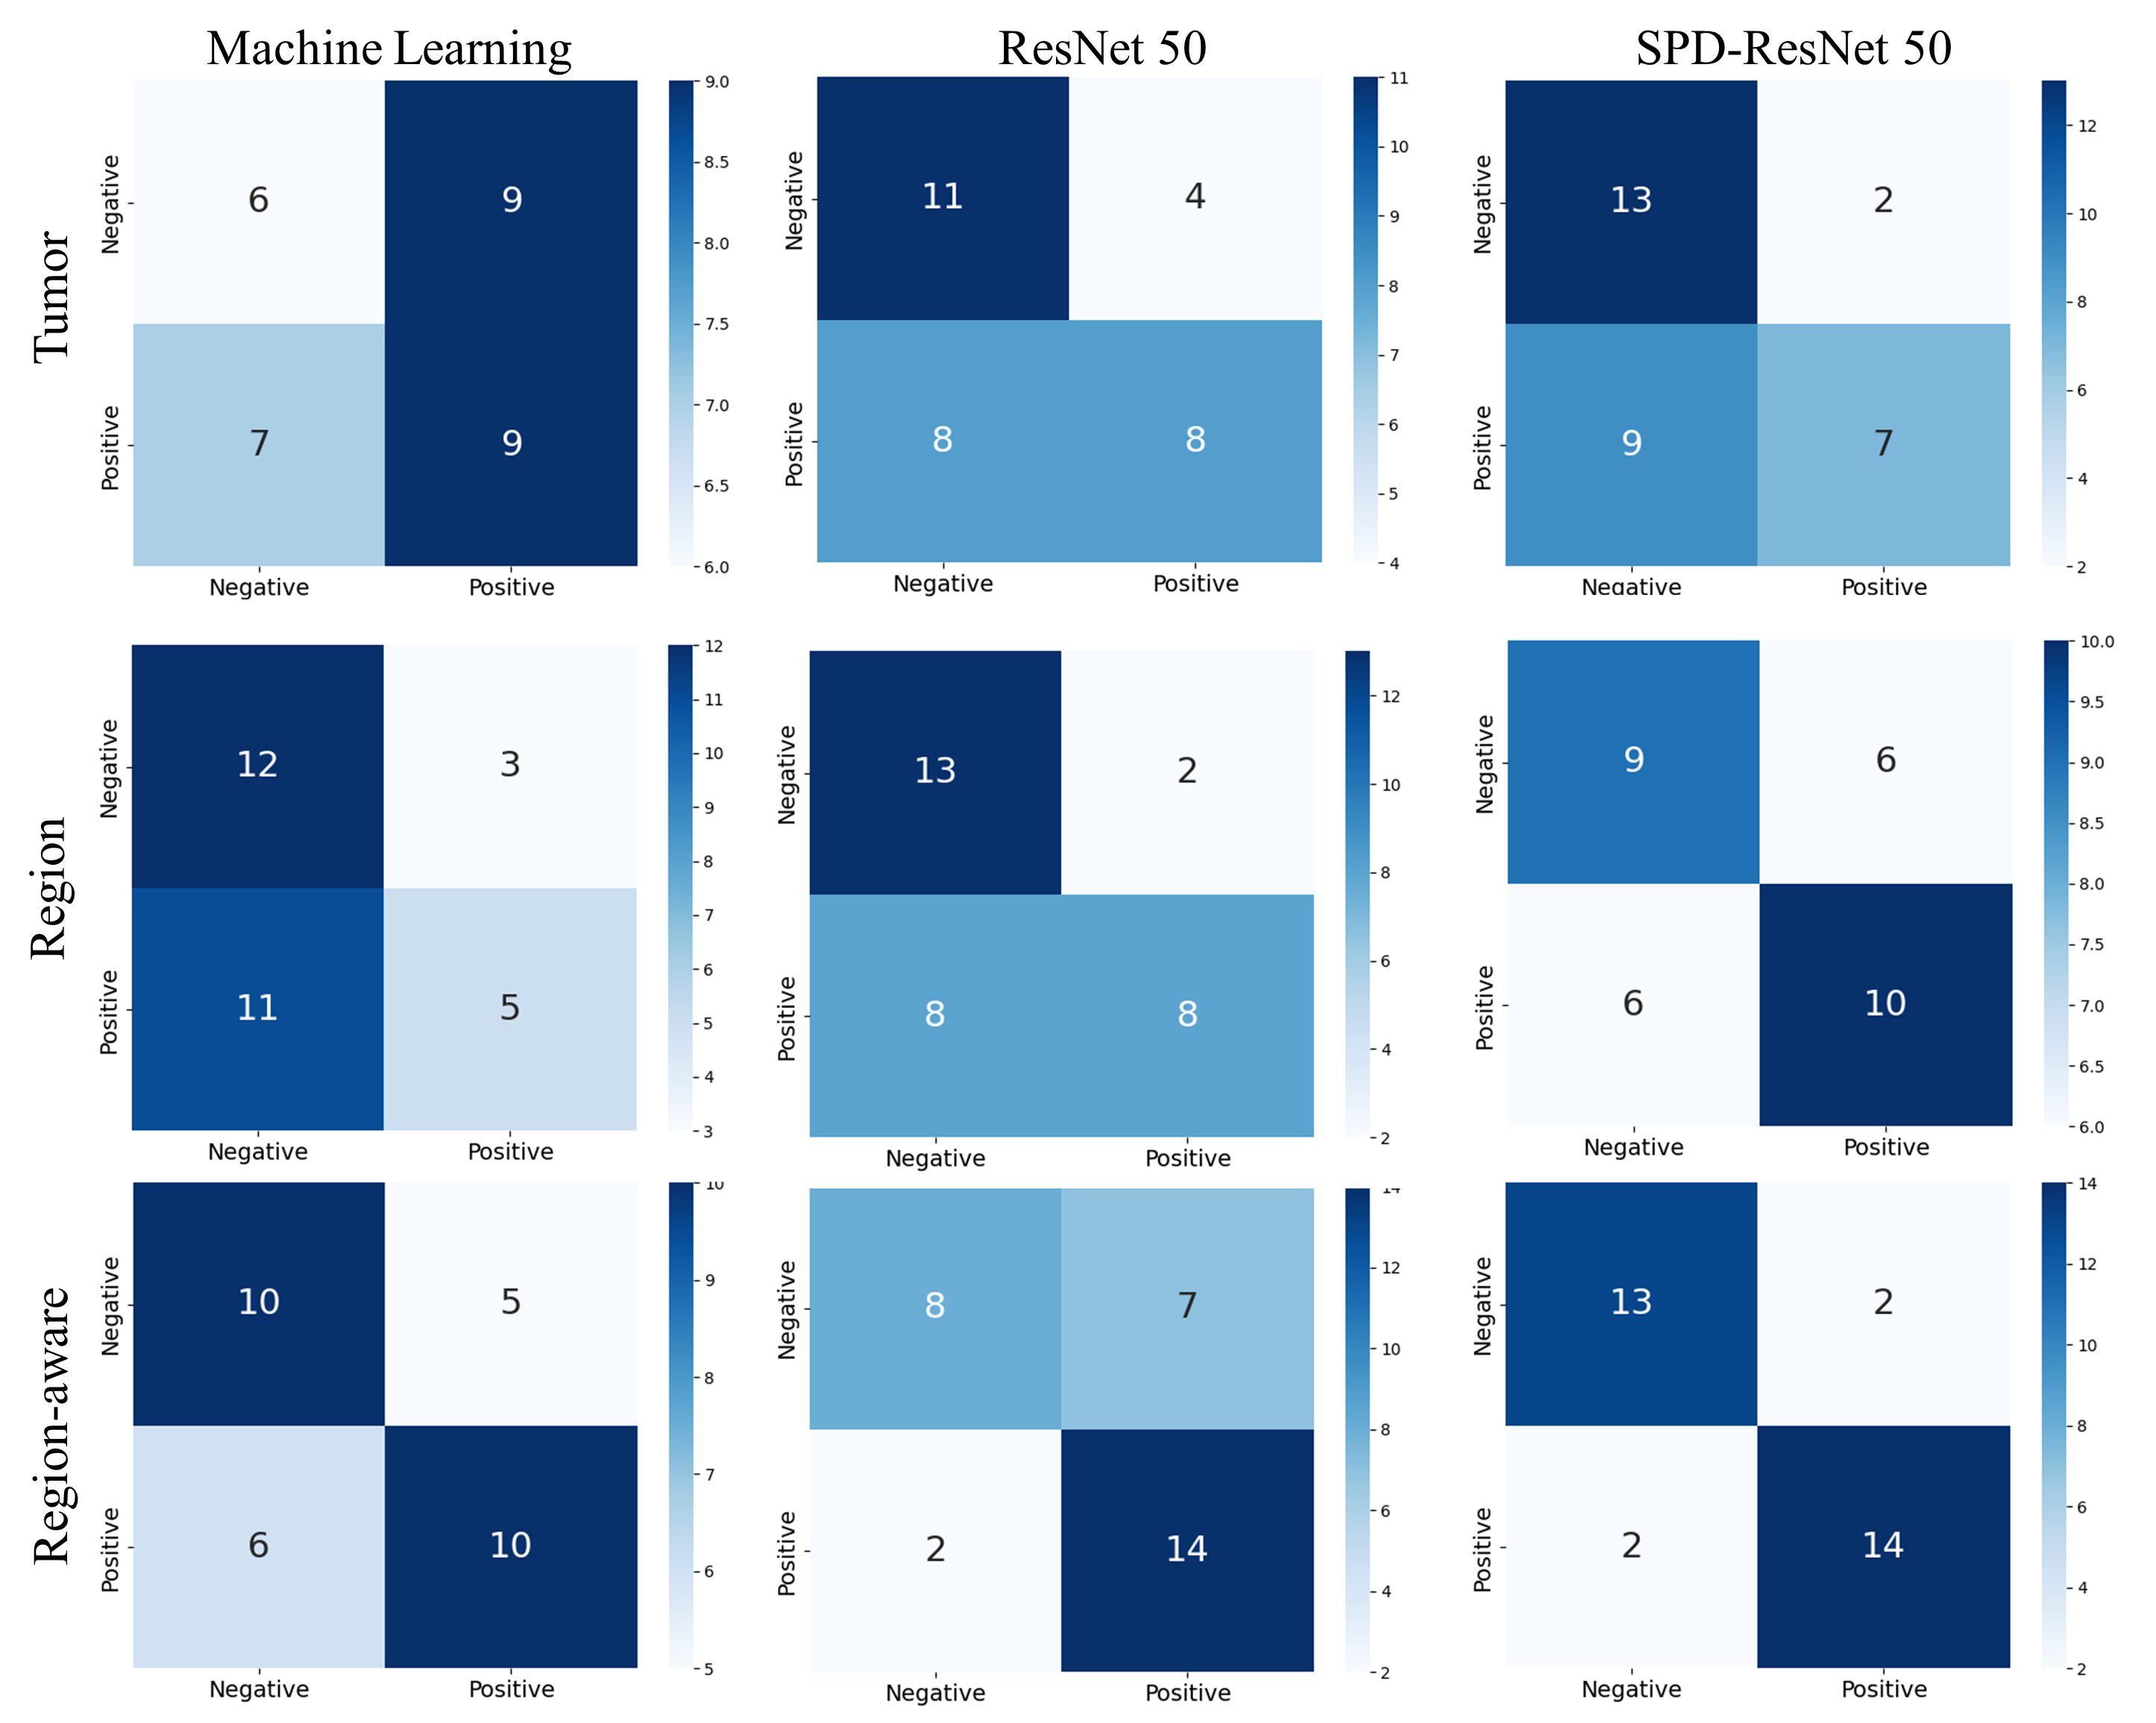 Machine Learning
ResNet 50
SPD-ResNet 50
Tumor
Negative
Positive
6 9
7 9
Negative Positive
9.0
8.5
8.0
7.5
7.0
6.5
6.0
Negative
Positive
11 4
8 8
Negative Positive
11
10
9
8
7
6
5
4
Negative
Positive
13 2
9 7
Negative Positive
12
10
8
6
4
2
Region
Negative
Positive
12 3
11 5
Negative Positive
12
11
10
9
8
7
6
5
4
3
Negative
Positive
13 2
8 8
Negative Positive
12
10
8
6
4
2
Negative
Positive
9 6
6 10
Negative Positive
10.0
9.5
9.0
8.5
8.0
7.5
7.0
6.5
6.0
Region-aware
Negative
Positive
10 5
6 10
Negative Positive
10
9
8
7
6
5
Negative
Positive
8 7
2 14
Negative Positive
14
12
10
8
6
4
2
Negative
Positive
13 2
2 14
Negative Positive
14
12
10
8
6
4
2